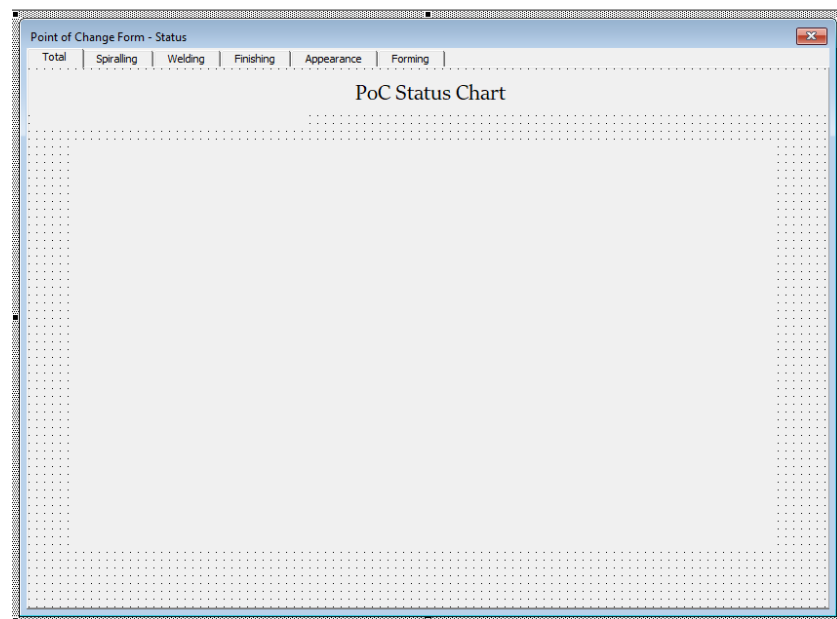 Point of Change Form - Status
Total Spiralling Welding Finishing Appearance Forming
PoC Status Chart